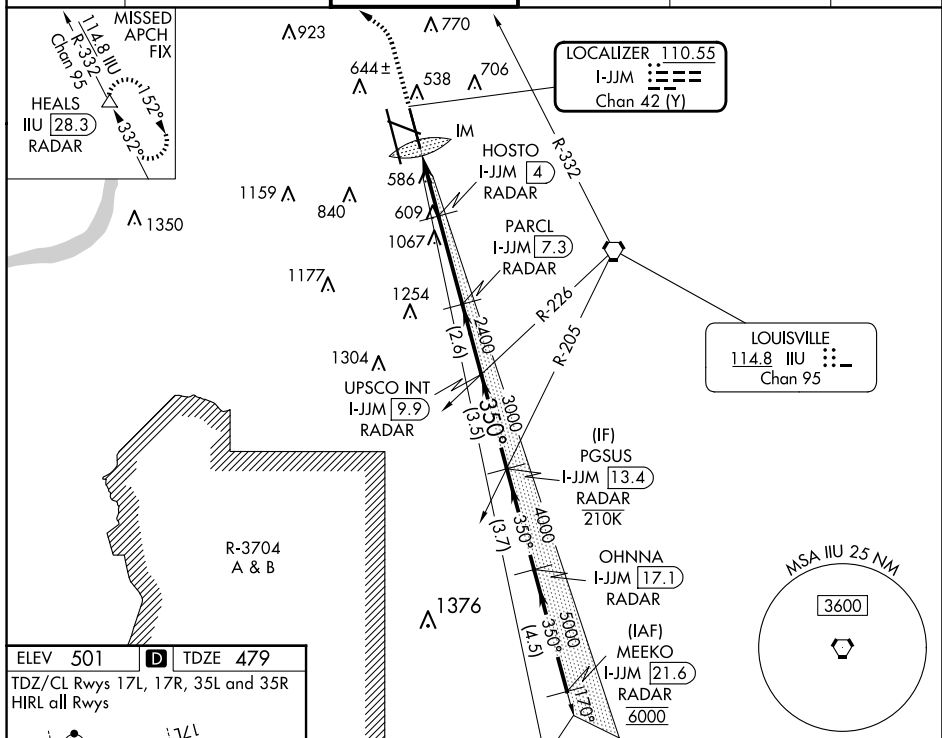 MISSED
APCH
FIX
114.8 IIU
R-332
Chan 95
HEALS
IIU 28.3
RADAR
152°
332°
923
770
644±
538
706
LOCALIZER 110.55
I-JJM
Chan 42 (Y)
IM
HOSTO
I-JJM 4
RADAR
R-332
586
1159
840
609
1350
1067
PARCL
I-JJM 7.3
RADAR
1177
1254
R-226
R-205
2400
(2.6)
1304
LOUISVILLE
114.8 IIU
Chan 95
UPSCO INT
I-JJM 9.9
RADAR
350°
3000
(3.5)
(IF)
PGSUS
I-JJM 13.4
RADAR
210K
350°
4000
(3.7)
R-3704
A & B
OHNNA
I-JJM 17.1
RADAR
MSA IIU 25 NM
3600
1376
350°
5000
(4.5)
(IAF)
MEEKO
I-JJM 21.6
RADAR
6000
170°
ELEV 501 D TDZE 479
TDZ/CL Rwys 17L, 17R, 35L and 35R
HIRL all Rwys
17L